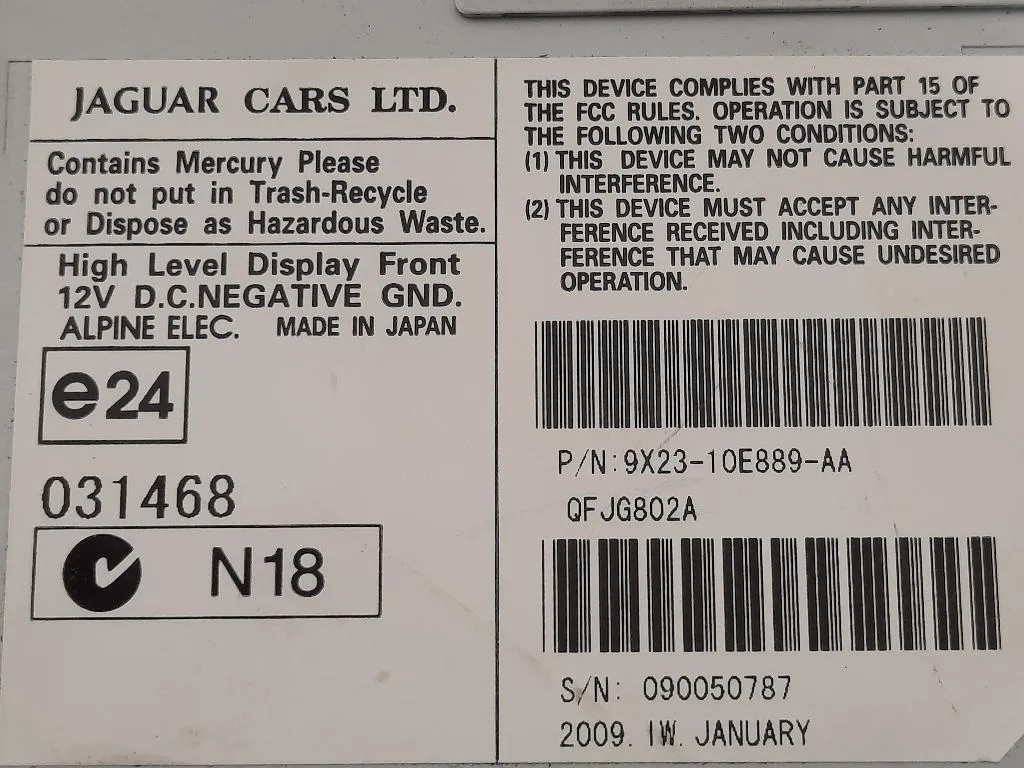 JAGUAR CARS LTD.
Contains Mercury Please
do not put in Trash-Recycle
or Dispose as Hazardous Waste.
High Level Display Front
12V D.C.NEGATIVE GND.
ALPINE ELEC. MADE IN JAPAN
e24
031468
N18
THIS DEVICE COMPLIES WITH PART 15 OF
THE FCC RULES. OPERATION IS SUBJECT TO
THE FOLLOWING TWO CONDITIONS:
(1) THIS DEVICE MAY NOT CAUSE HARMFUL
INTERFERENCE.
(2) THIS DEVICE MUST ACCEPT ANY INTER-
FERENCE RECEIVED INCLUDING INTER-
FERENCE THAT MAY CAUSE UNDESIRED
OPERATION.
P/N:9X23-10E889-AA
QFJG802A
S/N: 090050787
2009. IW. JANUARY